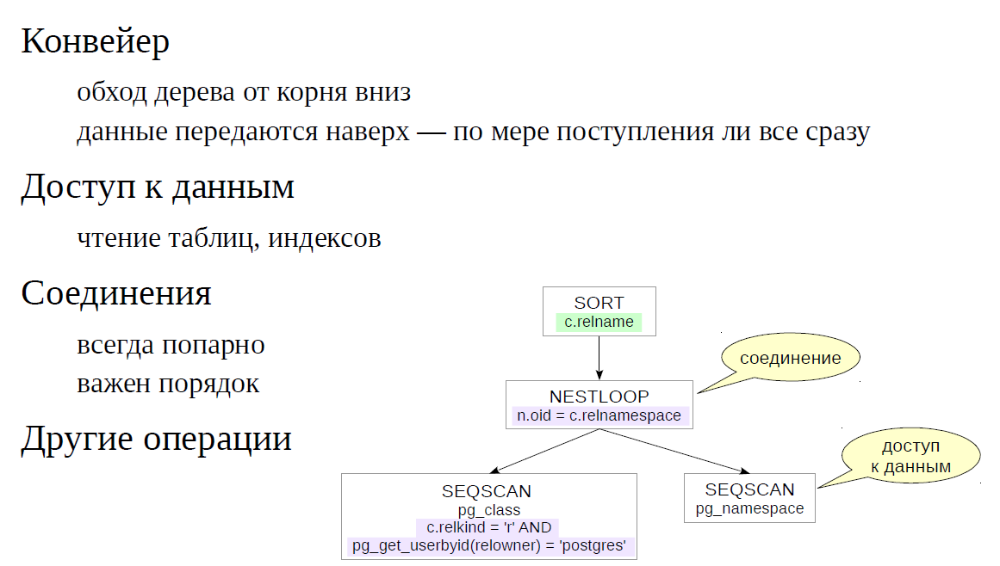 Конвейер
обход дерева от корня вниз
данные передаются наверх — по мере поступления ли все сразу
Доступ к данным
чтение таблиц, индексов
Соединения
всегда попарно
важен порядок
Другие операции
SORT
c.relname
соединение
NESTLOOP
n.oid = c.relnamespace
доступ
к данным
SEQSCAN
pg_class
c.relkind = 'r' AND
pg_get_userbyid(relowner) = 'postgres'
SEQSCAN
pg_namespace